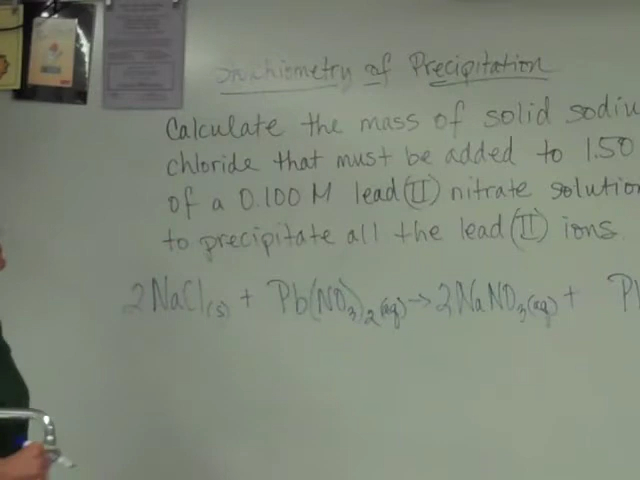 Stoichiometry of Precipitation
Calculate the mass of solid sodiu
chloride that must be added to 1.50
of a 0.100 M lead (II) nitrate solution
to precipitate all the lead (II) ions.
2NaCl(s) + Pb(NO₃)₂(aq) → 2NaNO₃(aq) + Pb